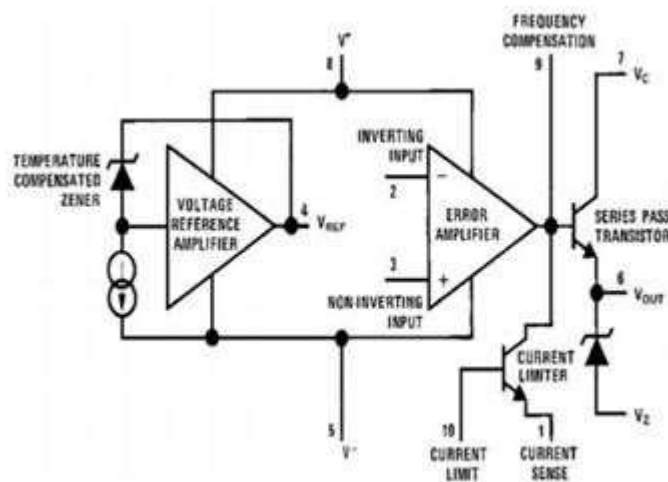 FREQUENCY
COMPENSATION
V+
8
9
7
VC
TEMPERATURE
COMPENSATED
ZENER
VOLTAGE
REFERENCE
AMPLIFIER
4
VREF
INVERTING
INPUT
2
−
ERROR
AMPLIFIER
3
+
NON-INVERTING
INPUT
SERIES PASS
TRANSISTOR
6
VOUT
CURRENT
LIMITER
VZ
5
V-
10
CURRENT
LIMIT
1
CURRENT
SENSE